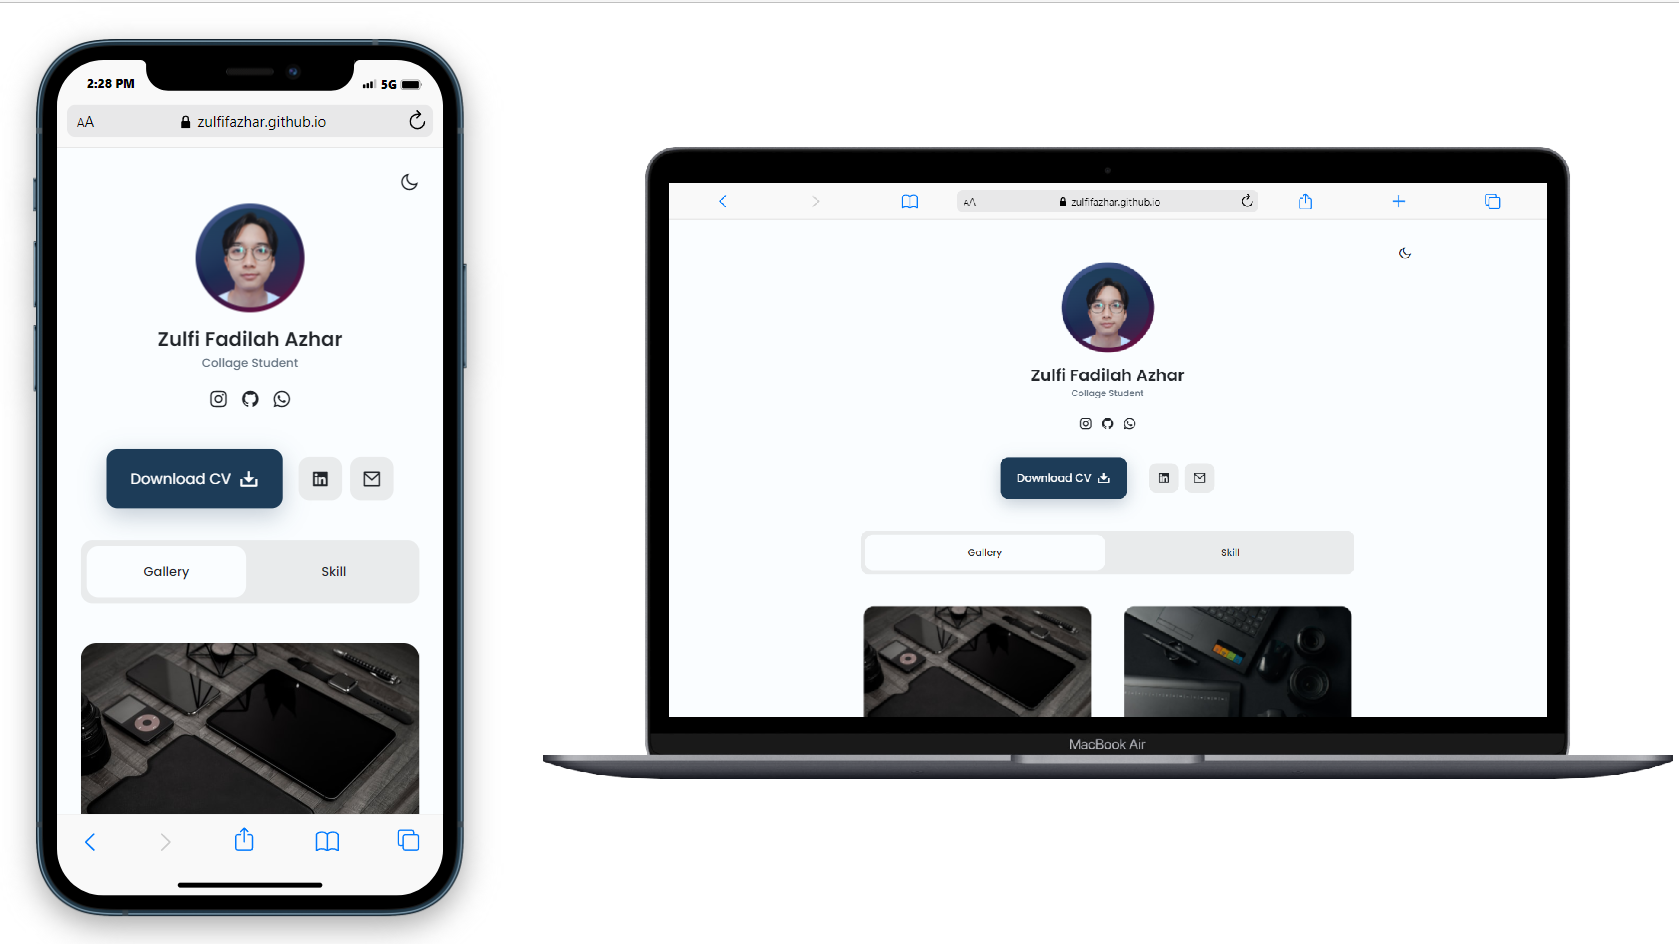 2:28 PM
5G
AA
zulfifazhar.github.io
Zulfi Fadilah Azhar
Collage Student
Download CV
Gallery
Skill
AA
zulfifazhar.github.io
Zulfi Fadilah Azhar
Collage Student
Download CV
Gallery
Skill
MacBook Air